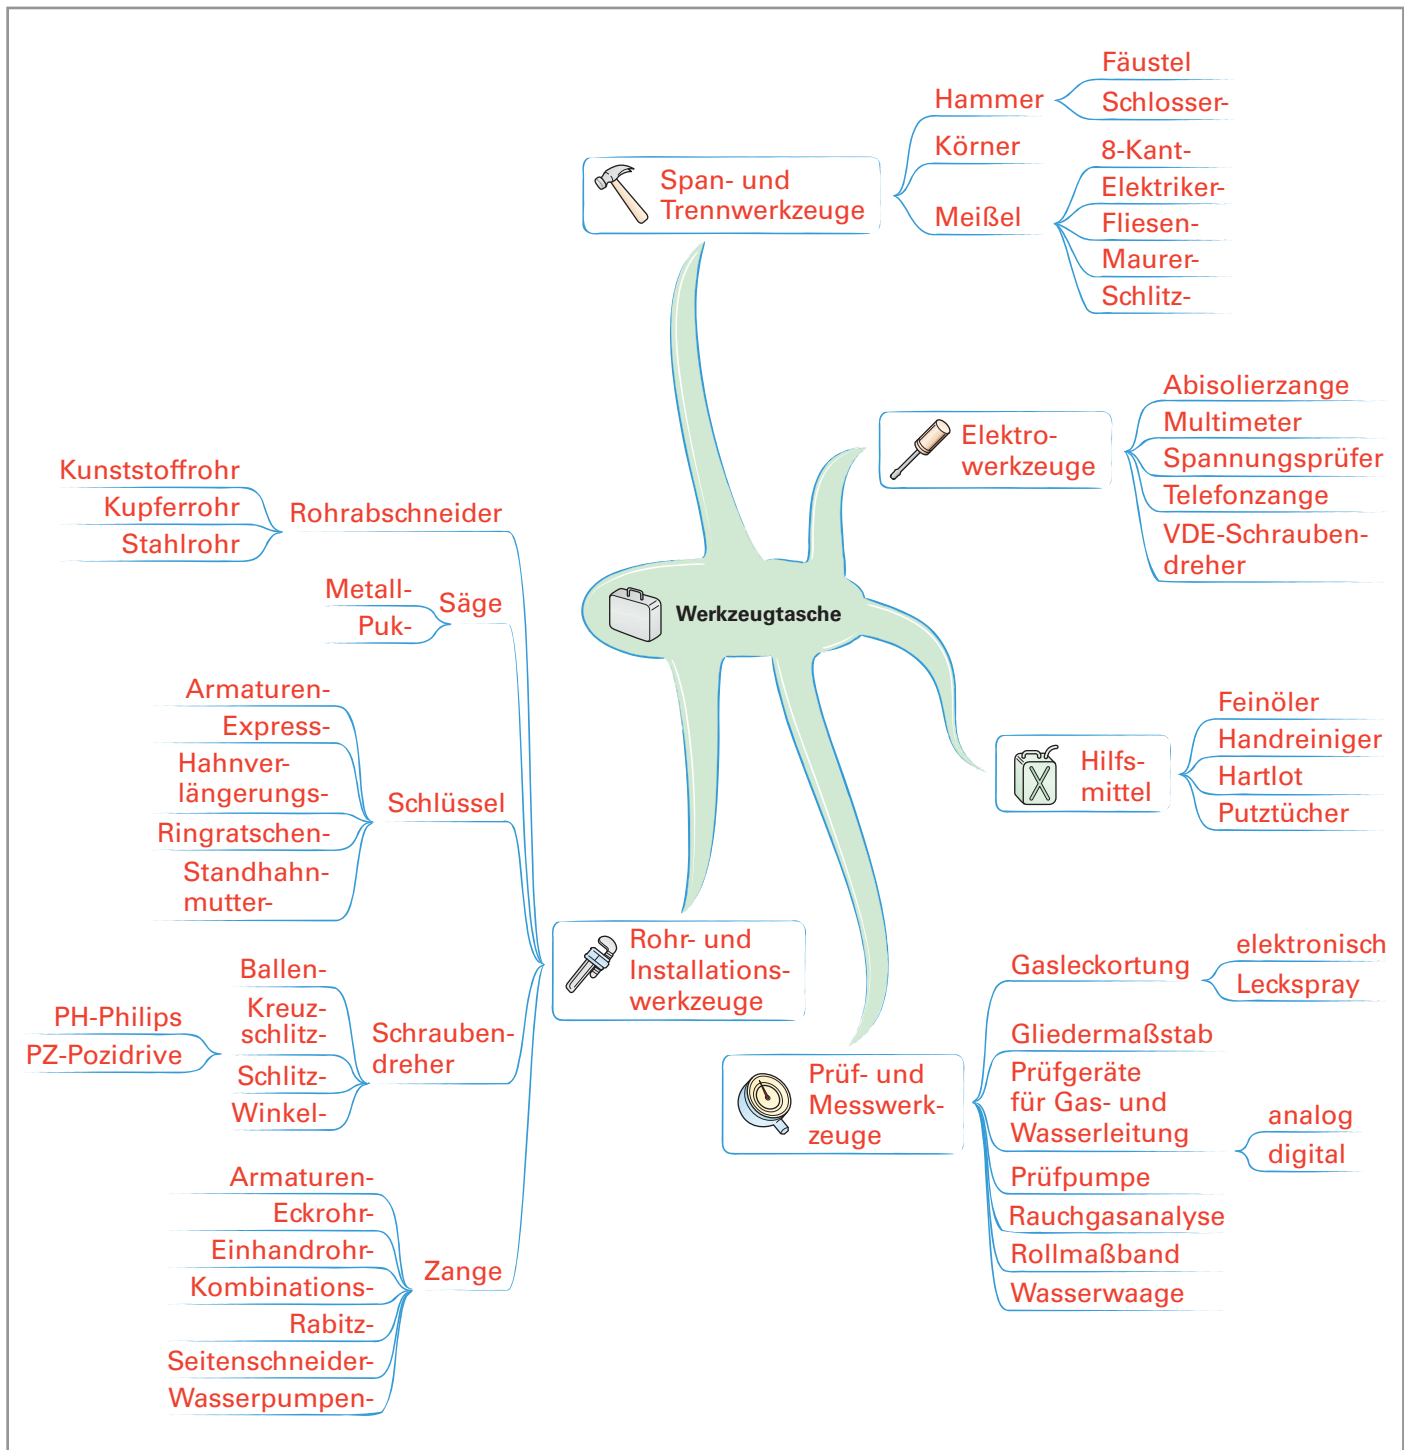 Fäustel
Hammer
Schlosser-
Körner
8-Kant-
Span- und
Trennwerkzeuge
Elektriker-
Meißel
Fliesen-
Maurer-
Schlitz-
Abisolierzange
Elektro-
werkzeuge
Multimeter
Spannungsprüfer
Telefonzange
VDE-Schrauben-
dreher
Kunststoffrohr
Kupferrohr
Stahlrohr
Rohrabschneider
Metall-
Puk-
Säge
Werkzeugtasche
Armaturen-
Express-
Hahnver-
längerungs-
Ringratschen-
Standhahn-
mutter-
Schlüssel
Feinöler
Handreiniger
Hartlot
Putztücher
Hilfs-
mittel
Rohr- und
Installations-
werkzeuge
Ballen-
Kreuz-
schlitz-
PH-Philips
PZ-Pozidrive
Schlitz-
Winkel-
Schrauben-
dreher
Gasleckortung
elektronisch
Leckspray
Gliedermaßstab
Prüf- und
Messwerk-
zeuge
Prüfgeräte
für Gas- und
Wasserleitung
analog
digital
Prüfpumpe
Rauchgasanalyse
Rollmaßband
Wasserwaage
Armaturen-
Eckrohr-
Einhandrohr-
Kombinations-
Rabitz-
Seitenschneider-
Wasserpumpen-
Zange